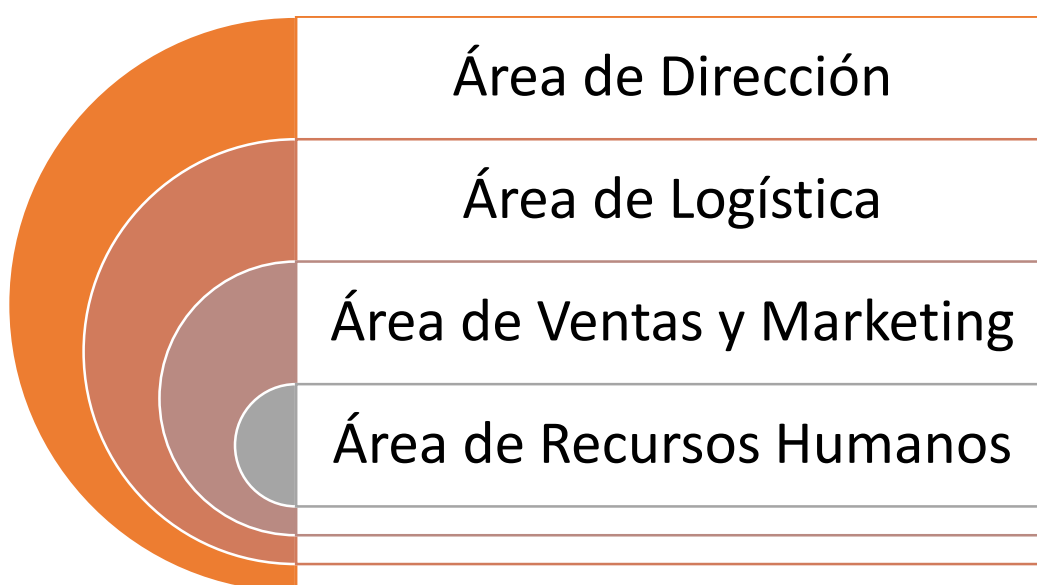 Área de Dirección
Área de Logística
Área de Ventas y Marketing
Área de Recursos Humanos